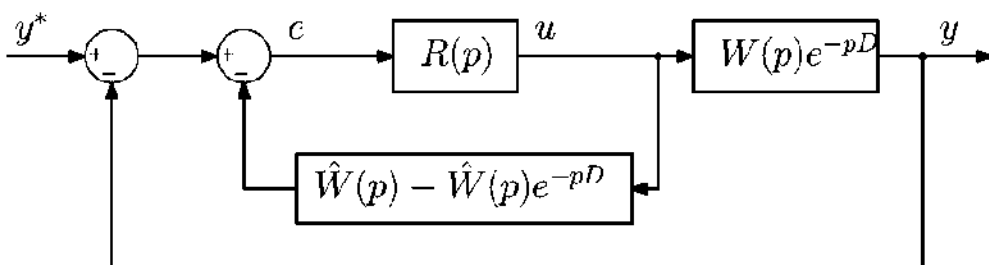 y*
+
−
+
−
e
R(p)
u
W(p)e^{-pD}
y
Ŵ(p) − Ŵ(p)e^{-pD}